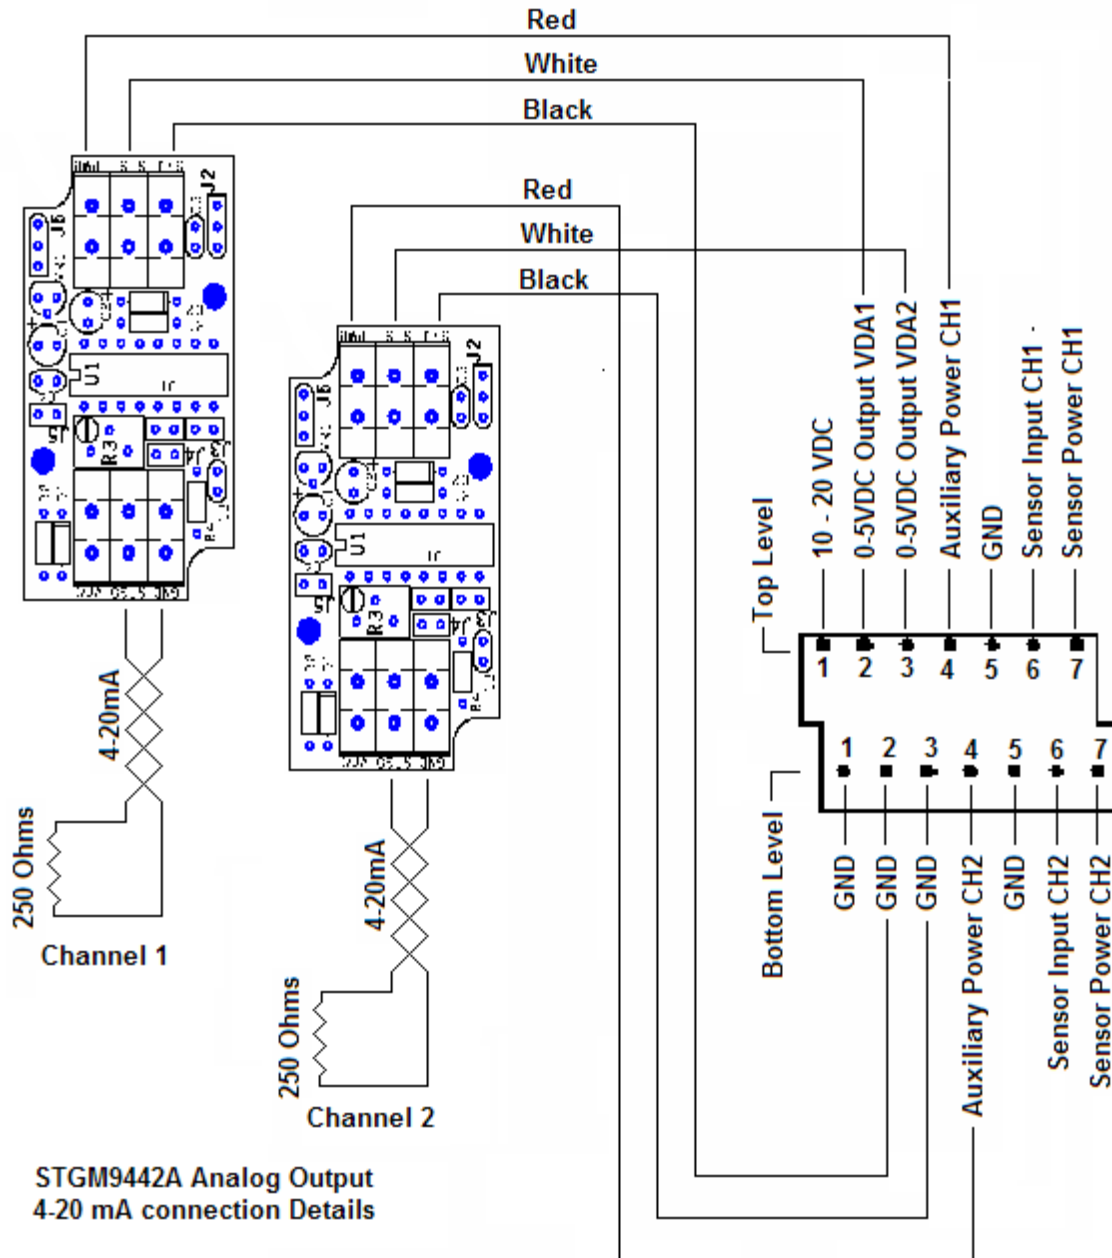 Red
White
Black
Red
White
Black
J2
J6
U1
R3
J4
J2
J6
U1
R3
J4
4-20mA
250 Ohms
Channel 1
4-20mA
250 Ohms
Channel 2
Top Level
10 - 20 VDC
0-5VDC Output VDA1
0-5VDC Output VDA2
Auxiliary Power CH1
GND
Sensor Input CH1
Sensor Power CH1
1 2 3 4 5 6 7
1 2 3 4 5 6 7
Bottom Level
GND
GND
GND
Auxiliary Power CH2
GND
Sensor Input CH2
Sensor Power CH2
STGM9442A Analog Output
4-20 mA connection Details